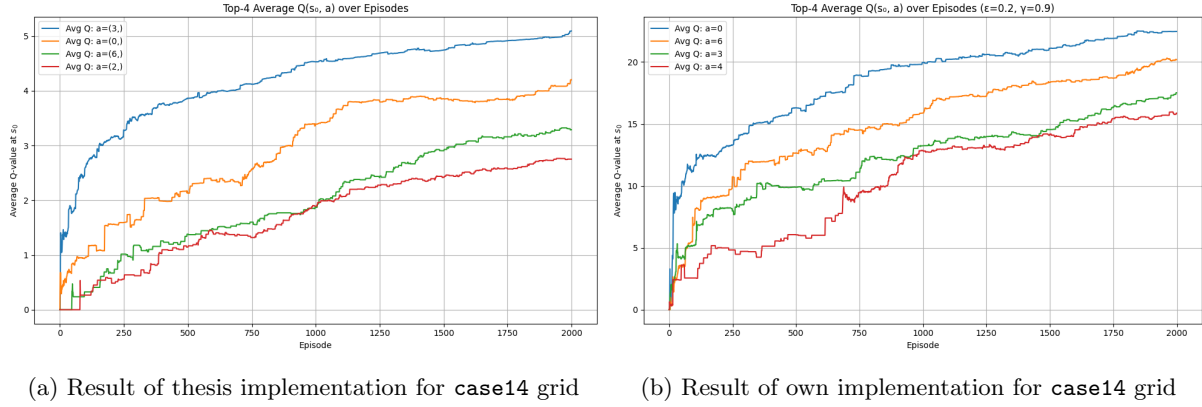 Top-4 Average Q(s₀, a) over Episodes
Avg Q: a=(3,)
Avg Q: a=(0,)
Avg Q: a=(6,)
Avg Q: a=(2,)
Average Q-value at s₀
5
4
3
2
1
0
0 250 500 750 1000 1250 1500 1750 2000
Episode
(a) Result of thesis implementation for case14 grid
Top-4 Average Q(s₀, a) over Episodes (ε=0.2, γ=0.9)
Avg Q: a=0
Avg Q: a=6
Avg Q: a=3
Avg Q: a=4
Average Q-value at s₀
20
15
10
5
0
0 250 500 750 1000 1250 1500 1750 2000
Episode
(b) Result of own implementation for case14 grid